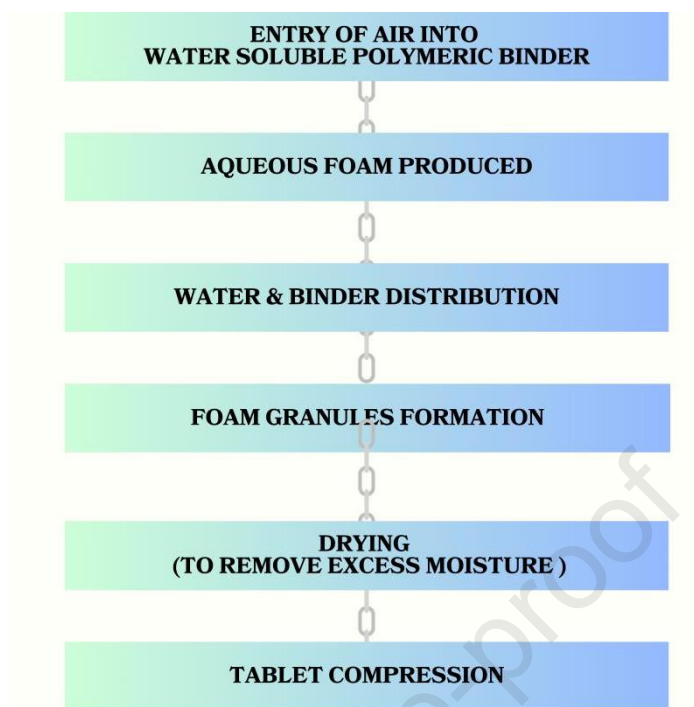 ENTRY OF AIR INTO
WATER SOLUBLE POLYMERIC BINDER
AQUEOUS FOAM PRODUCED
WATER & BINDER DISTRIBUTION
FOAM GRANULES FORMATION
DRYING
(TO REMOVE EXCESS MOISTURE )
TABLET COMPRESSION